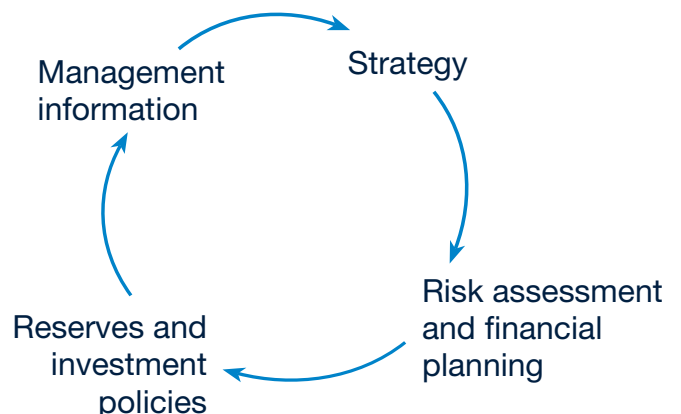 Management
information
Strategy
Risk assessment
and financial
planning
Reserves and
investment
policies